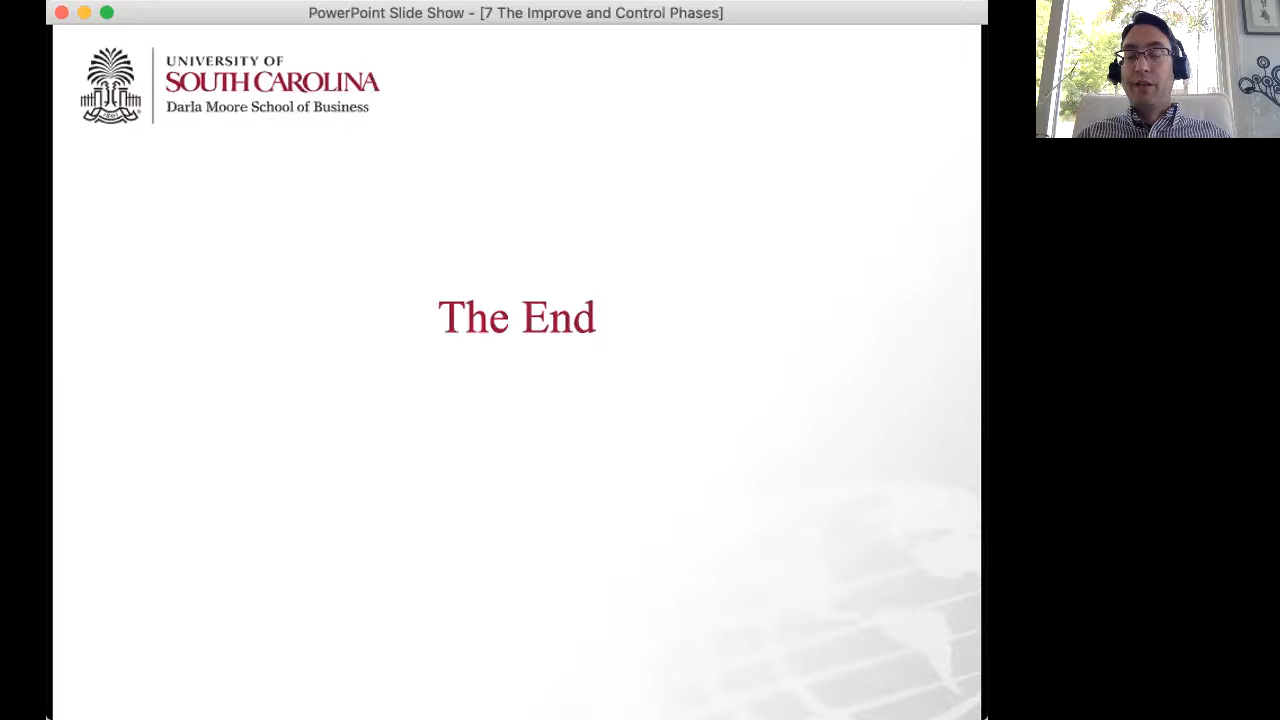 PowerPoint Slide Show - [7 The Improve and Control Phases]
UNIVERSITY OF
SOUTH CAROLINA
Darla Moore School of Business
1801
The End